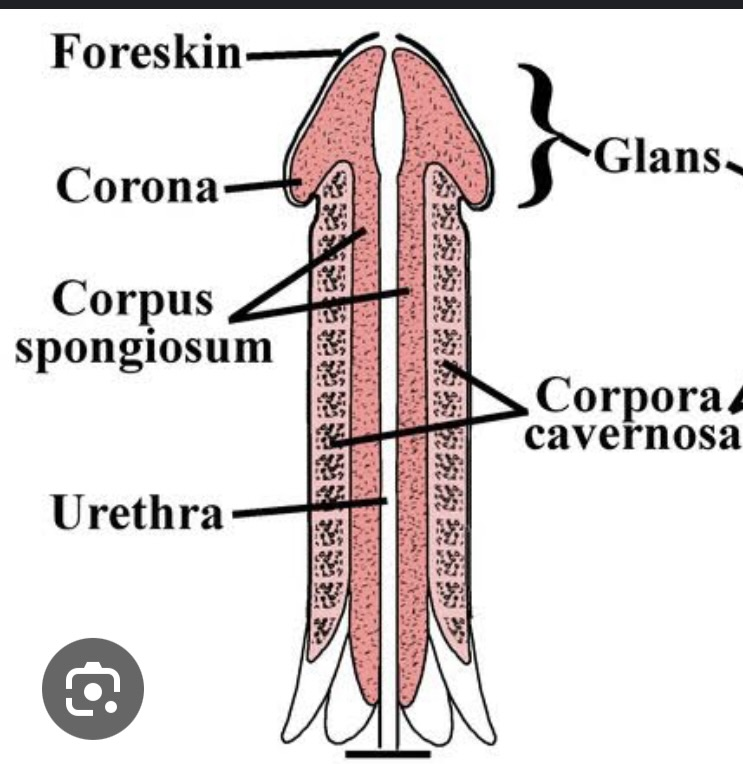 Foreskin
Glans
Corona
Corpus
spongiosum
Corpora
cavernosa
Urethra